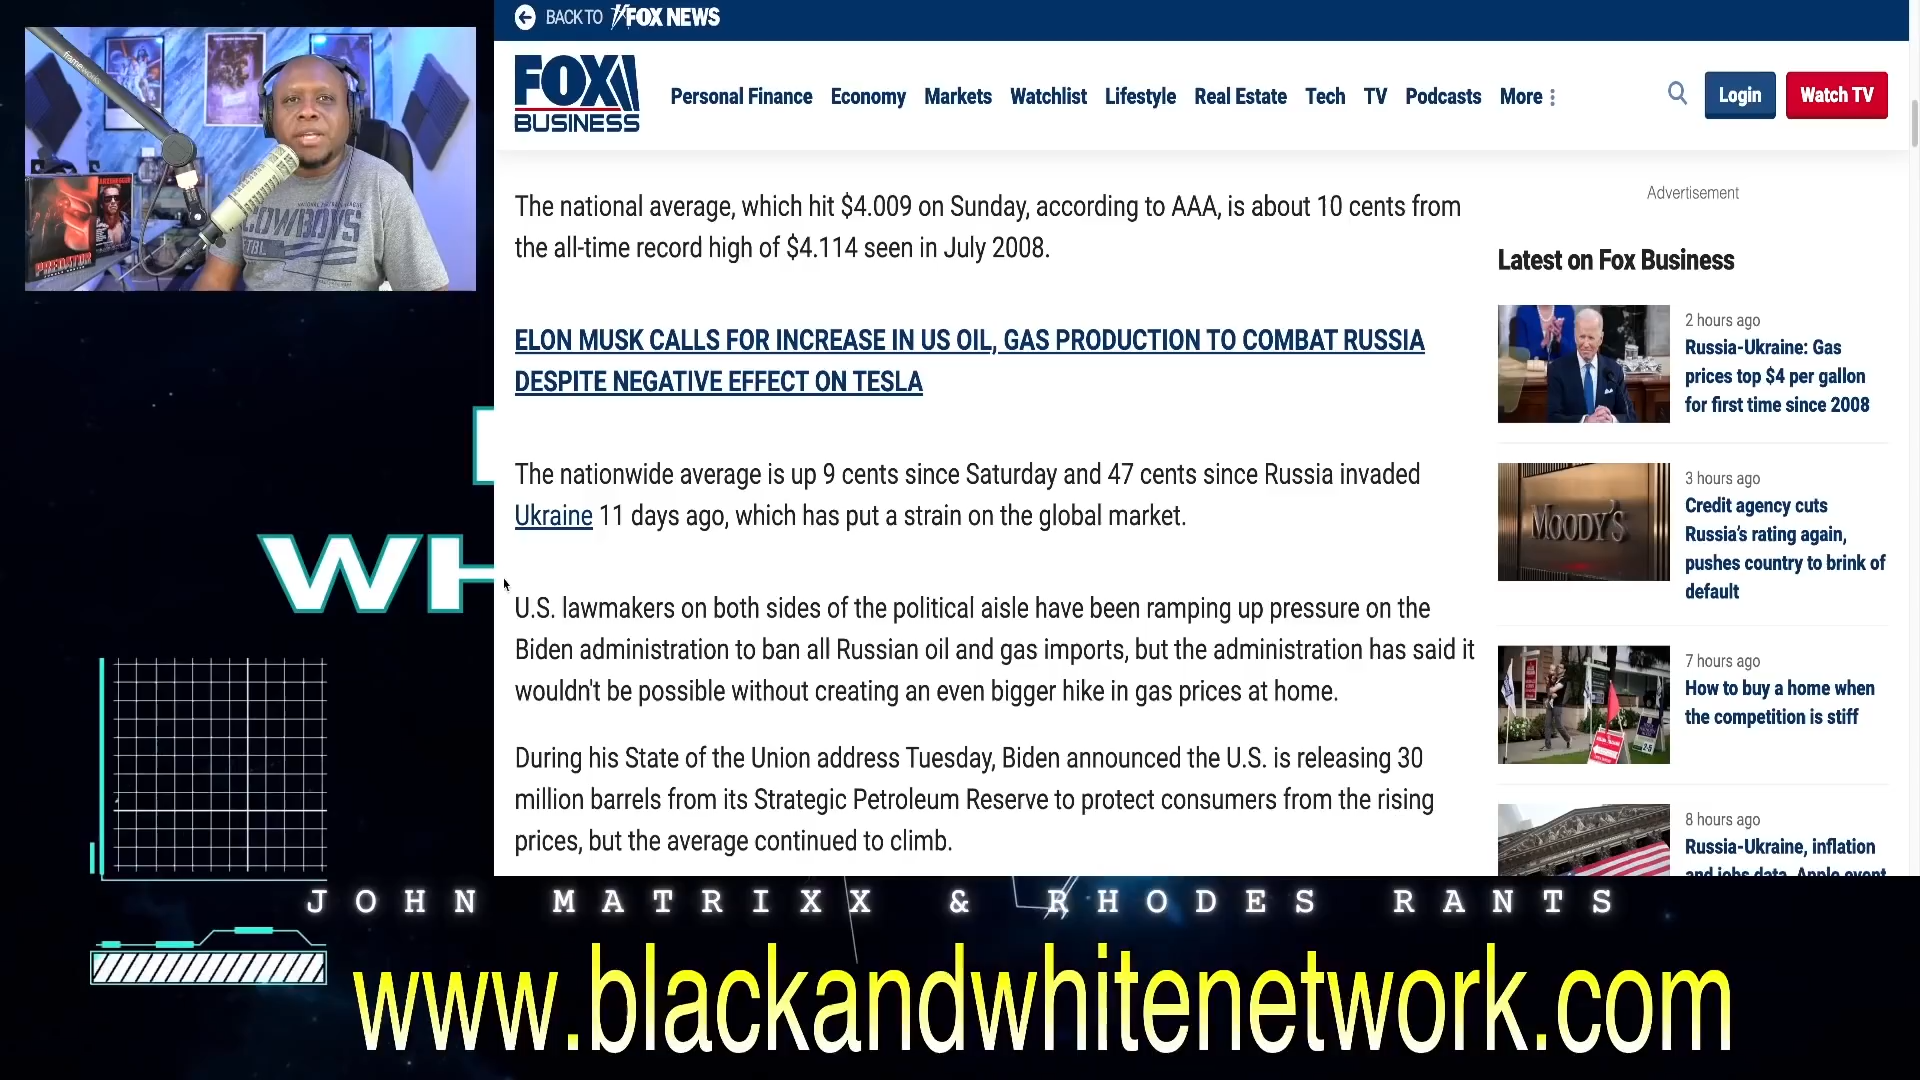 BACK TO FOX NEWS
FOX
BUSINESS
Personal Finance Economy Markets Watchlist Lifestyle Real Estate Tech TV Podcasts More
Login
Watch TV
COWBOYS
PREDATOR
The national average, which hit $4.009 on Sunday, according to AAA, is about 10 cents from
the all-time record high of $4.114 seen in July 2008.
ELON MUSK CALLS FOR INCREASE IN US OIL, GAS PRODUCTION TO COMBAT RUSSIA
DESPITE NEGATIVE EFFECT ON TESLA
The nationwide average is up 9 cents since Saturday and 47 cents since Russia invaded
Ukraine 11 days ago, which has put a strain on the global market.
U.S. lawmakers on both sides of the political aisle have been ramping up pressure on the
Biden administration to ban all Russian oil and gas imports, but the administration has said it
wouldn't be possible without creating an even bigger hike in gas prices at home.
During his State of the Union address Tuesday, Biden announced the U.S. is releasing 30
million barrels from its Strategic Petroleum Reserve to protect consumers from the rising
prices, but the average continued to climb.
Advertisement
Latest on Fox Business
2 hours ago
Russia-Ukraine: Gas
prices top $4 per gallon
for first time since 2008
MOODY'S
3 hours ago
Credit agency cuts
Russia's rating again,
pushes country to brink of
default
7 hours ago
How to buy a home when
the competition is stiff
8 hours ago
Russia-Ukraine, inflation
and jobs data, Apple event
WH
JOHN MATRIXX & RHODES RANTS
www.blackandwhitenetwork.com